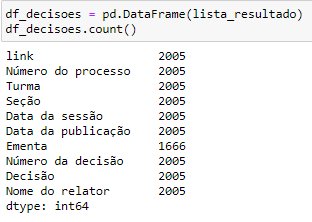 df_decisoes = pd.DataFrame(lista_resultado)
df_decisoes.count()
link 2005
Número do processo 2005
Turma 2005
Seção 2005
Data da sessão 2005
Data da publicação 2005
Ementa 1666
Número da decisão 2005
Decisão 2005
Nome do relator 2005
dtype: int64